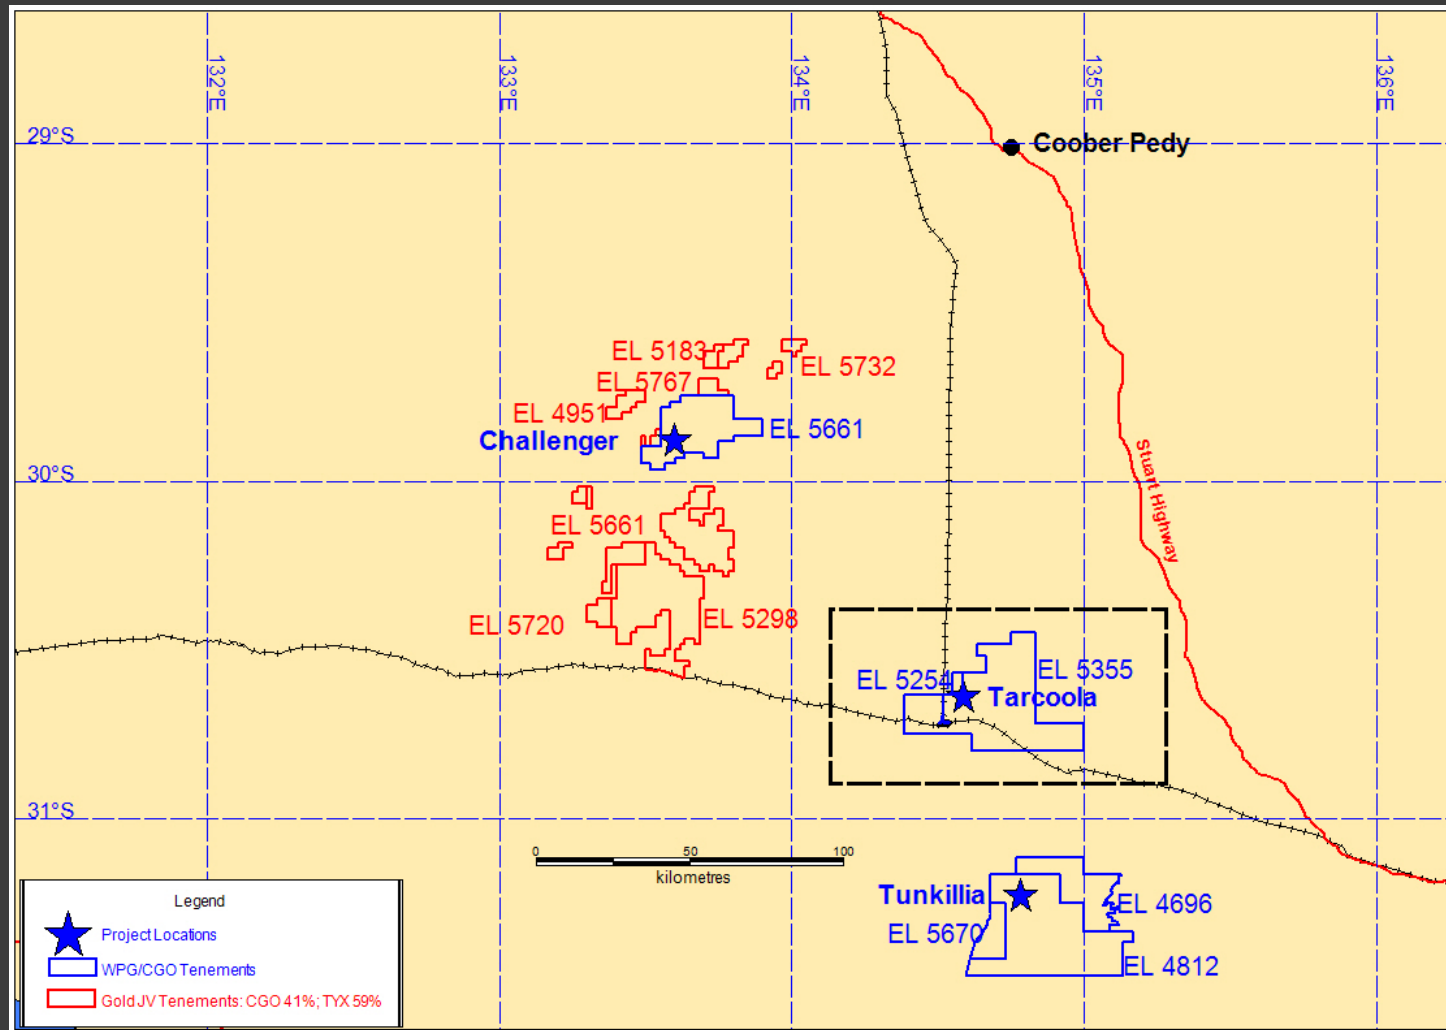 132°E
133°E
134°E
135°E
136°E
29°S
Coober Pedy
EL 5183
EL 5732
EL 5767
EL 4951
EL 5661
Challenger
30°S
Stuart Highway
EL 5661
EL 5720
EL 5298
EL 5254
EL 5355
Tarcoola
31°S
0 50 100
kilometres
Tunkillia
EL 4696
EL 5670
EL 4812
Legend
Project Locations
WPG/CGO Tenements
Gold JV Tenements: CGO 41%; TYX 59%